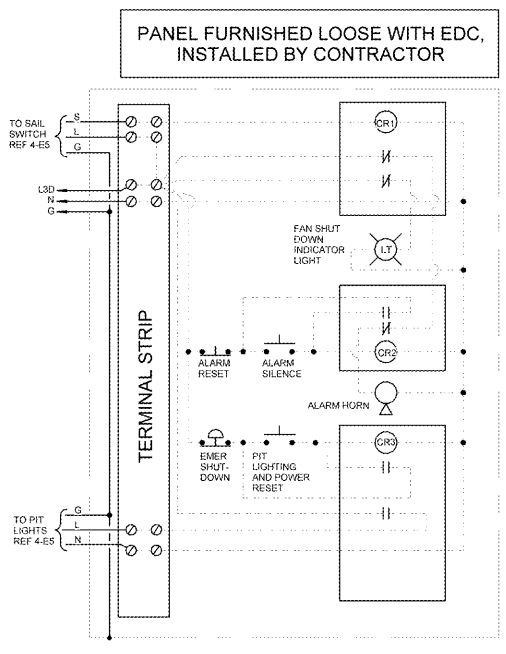 PANEL FURNISHED LOOSE WITH EDC,
INSTALLED BY CONTRACTOR
TO SAIL
SWITCH
REF 4-E5
S
L
G
L3D
N
G
CR1
FAN SHUT
DOWN
INDICATOR
LIGHT
LT
TERMINAL STRIP
ALARM
RESET
ALARM
SILENCE
CR2
ALARM HORN
CR3
EMER
SHUT-
DOWN
PIT
LIGHTING
AND POWER
RESET
TO PIT
LIGHTS
REF 4-E5
G
L
N